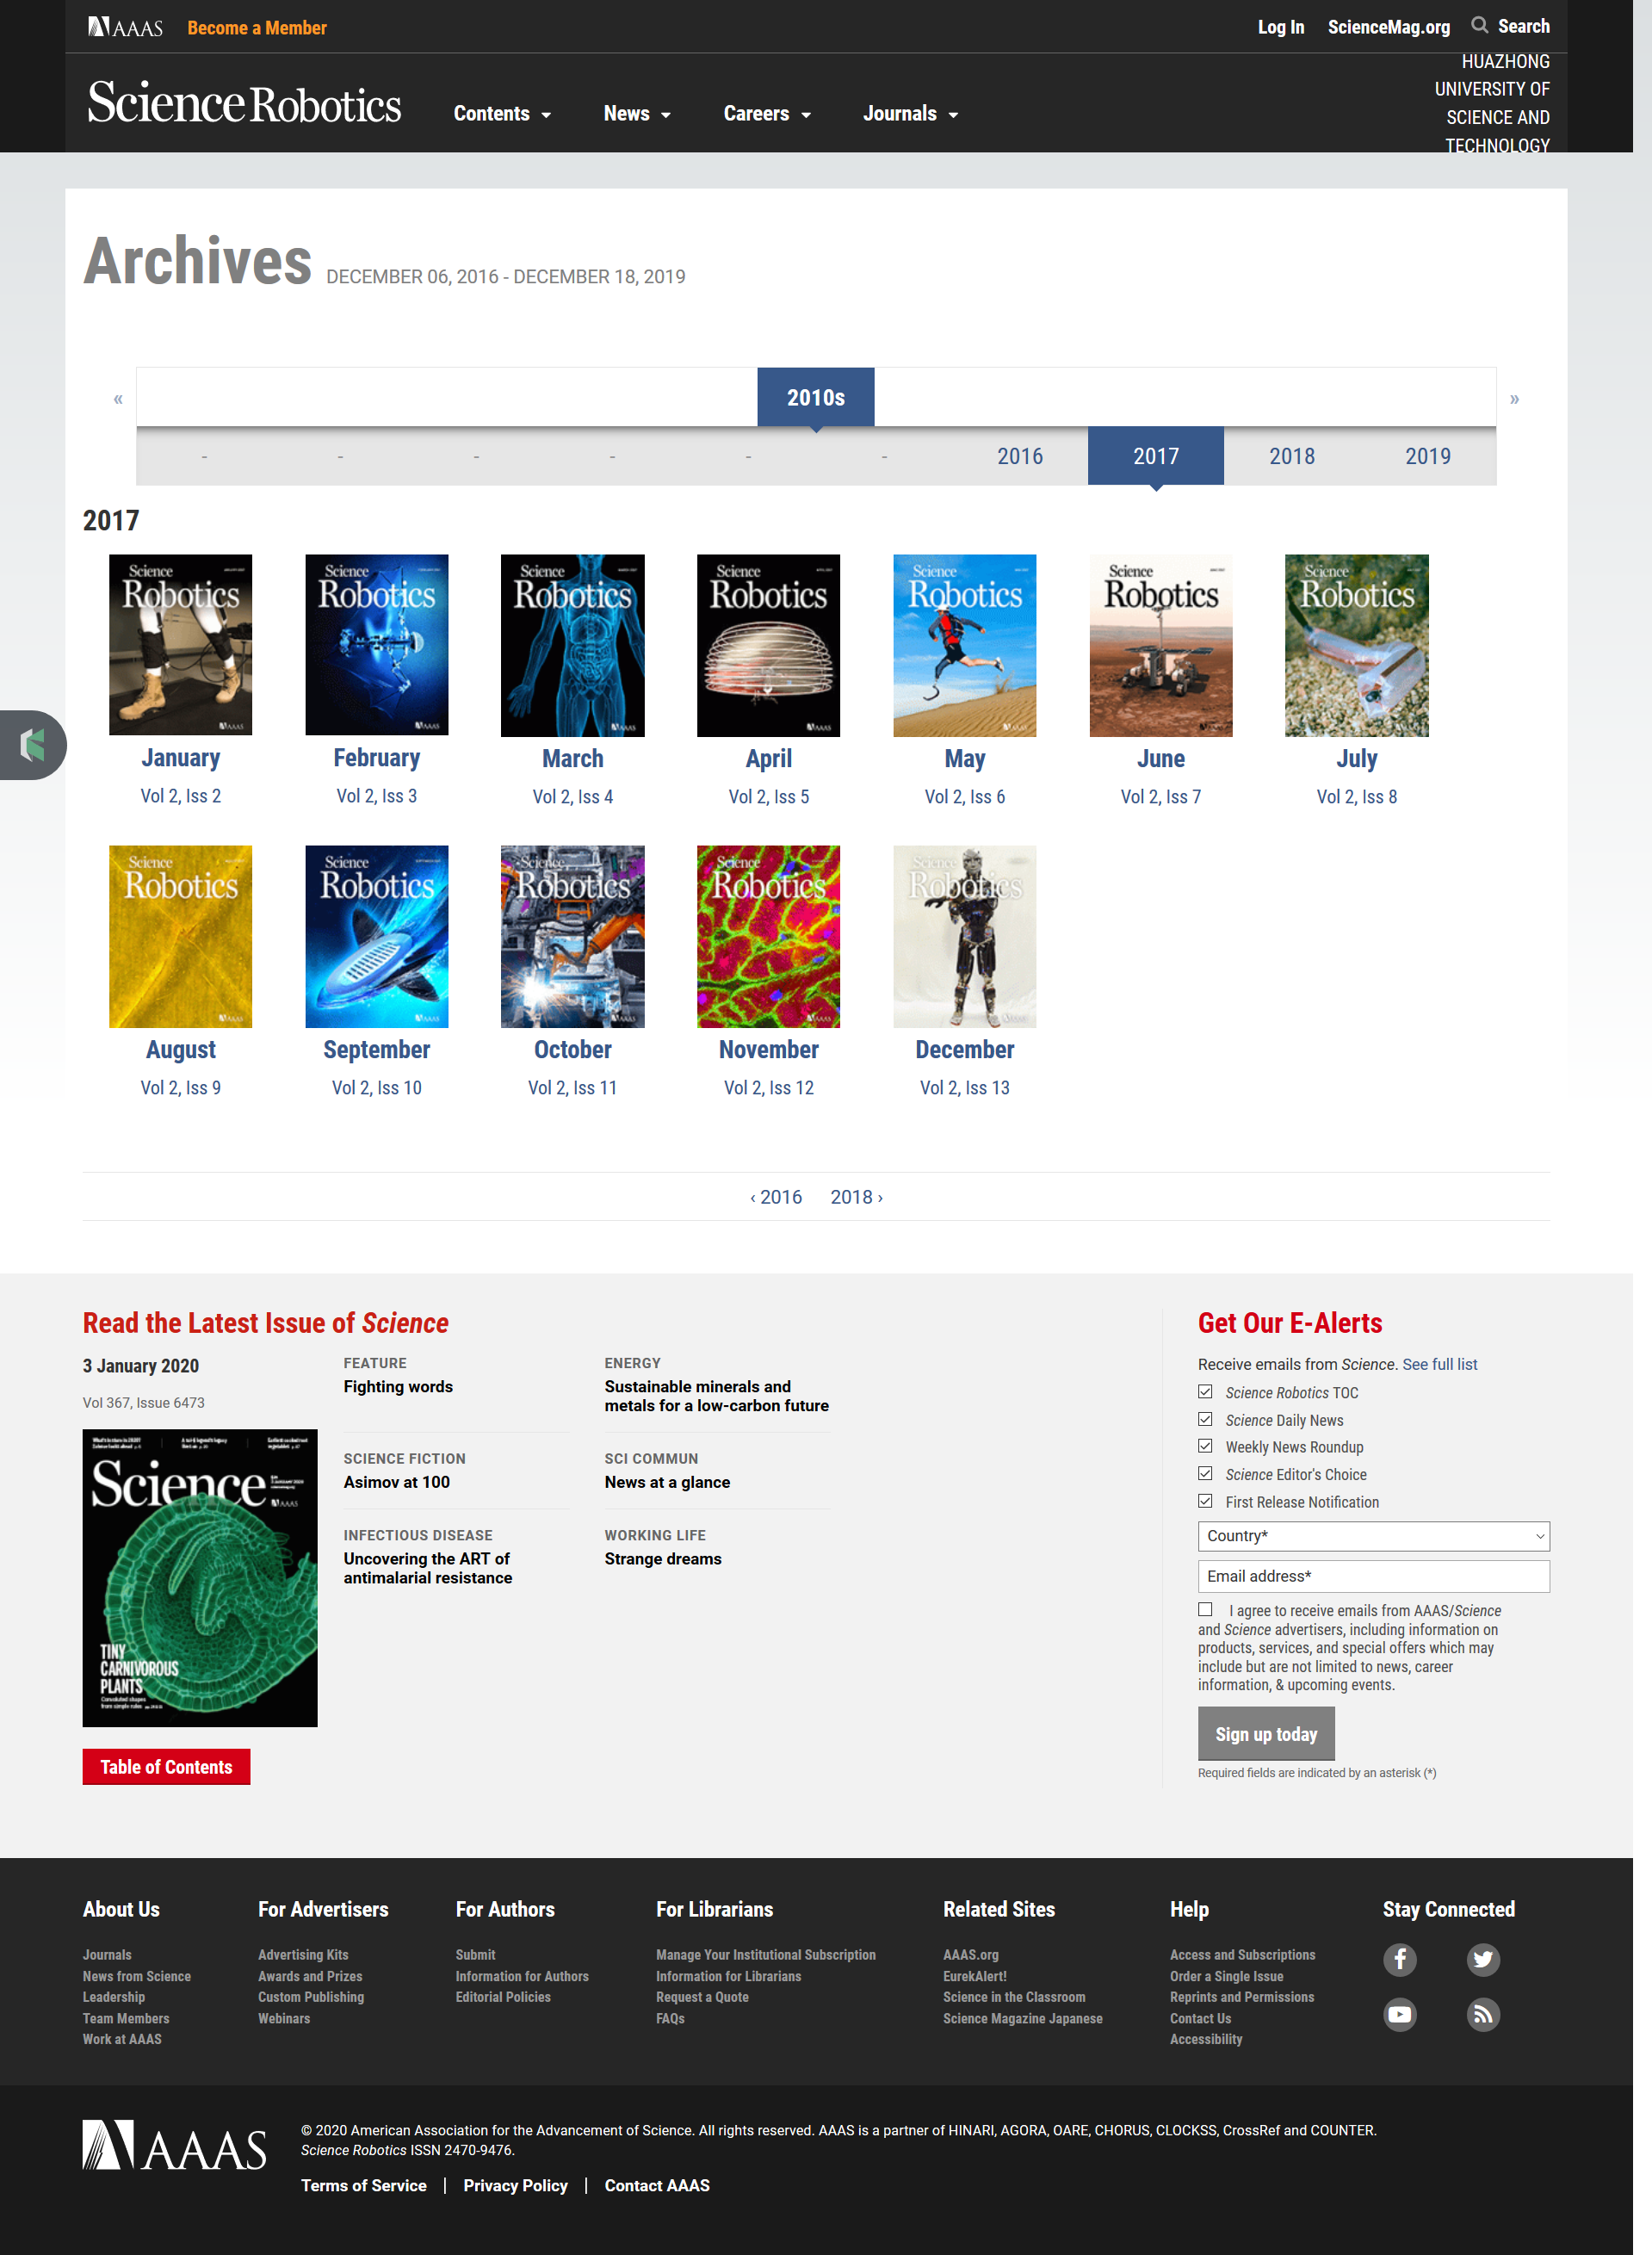 AAAS
Become a Member
Log In
ScienceMag.org
Search
HUAZHONG
UNIVERSITY OF
SCIENCE AND
TECHNOLOGY
Science Robotics
Contents
News
Careers
Journals
Archives DECEMBER 06, 2016 - DECEMBER 18, 2019
«
2010s
»
- - - - - - 2016 2017 2018 2019
2017
Science
Robotics
AAAS
January
Vol 2, Iss 2
Science
Robotics
AAAS
February
Vol 2, Iss 3
Science
Robotics
AAAS
March
Vol 2, Iss 4
Science
Robotics
AAAS
April
Vol 2, Iss 5
Science
Robotics
AAAS
May
Vol 2, Iss 6
Science
Robotics
AAAS
June
Vol 2, Iss 7
Science
Robotics
AAAS
July
Vol 2, Iss 8
Science
Robotics
AAAS
August
Vol 2, Iss 9
Science
Robotics
AAAS
September
Vol 2, Iss 10
Science
Robotics
AAAS
October
Vol 2, Iss 11
Science
Robotics
AAAS
November
Vol 2, Iss 12
Science
Robotics
AAAS
December
Vol 2, Iss 13
‹ 2016 2018 ›
Read the Latest Issue of Science
3 January 2020
Vol 367, Issue 6473
Science
AAAS
TINY
CARNIVOROUS
PLANTS
Convoluted shapes
from simple rules
Table of Contents
FEATURE
Fighting words
ENERGY
Sustainable minerals and
metals for a low-carbon future
SCIENCE FICTION
Asimov at 100
SCI COMMUN
News at a glance
INFECTIOUS DISEASE
Uncovering the ART of
antimalarial resistance
WORKING LIFE
Strange dreams
Get Our E-Alerts
Receive emails from Science. See full list
Science Robotics TOC
Science Daily News
Weekly News Roundup
Science Editor's Choice
First Release Notification
Country*
Email address*
I agree to receive emails from AAAS/Science
and Science advertisers, including information on
products, services, and special offers which may
include but are not limited to news, career
information, & upcoming events.
Sign up today
Required fields are indicated by an asterisk (*)
About Us
Journals
News from Science
Leadership
Team Members
Work at AAAS
For Advertisers
Advertising Kits
Awards and Prizes
Custom Publishing
Webinars
For Authors
Submit
Information for Authors
Editorial Policies
For Librarians
Manage Your Institutional Subscription
Information for Librarians
Request a Quote
FAQs
Related Sites
AAAS.org
EurekAlert!
Science in the Classroom
Science Magazine Japanese
Help
Access and Subscriptions
Order a Single Issue
Reprints and Permissions
Contact Us
Accessibility
Stay Connected
AAAS
© 2020 American Association for the Advancement of Science. All rights reserved. AAAS is a partner of HINARI, AGORA, OARE, CHORUS, CLOCKSS, CrossRef and COUNTER.
Science Robotics ISSN 2470-9476.
Terms of Service | Privacy Policy | Contact AAAS